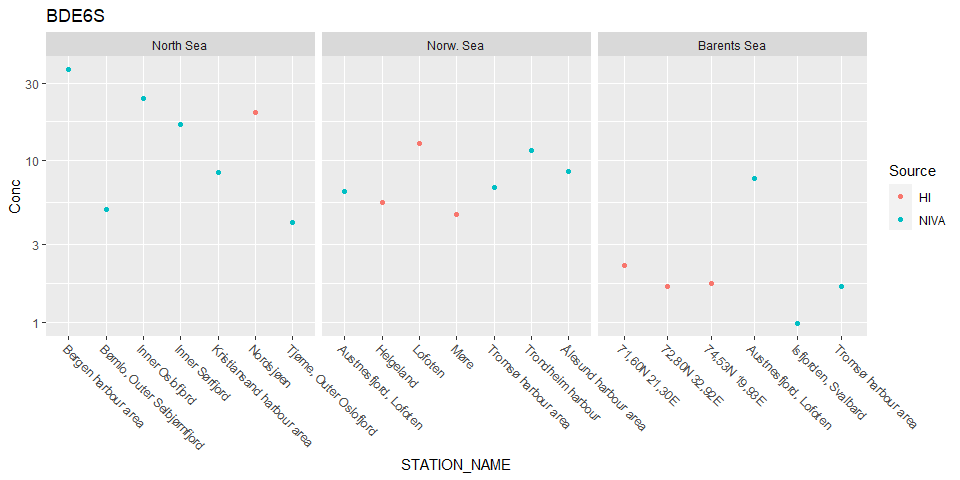 BDE6S
North Sea
Norw. Sea
Barents Sea
30
10
3
1
Conc
Bergen harbour area
Bømlo, Outer Selbjørnfjord
Inner Oslofjord
Inner Sørfjord
Kristiansand harbour area
Nordsjøen
Tjøme, Outer Oslofjord
Austnesfjord, Lofoten
Helgeland
Lofoten
Møre
Tromsø harbour area
Trondheim harbour
Ålesund harbour area
71,60N 21,30E
72,80N 32,92E
74,53N 19,93E
Austnesfjord, Lofoten
Isfjorden, Svalbard
Tromsø harbour area
STATION_NAME
Source
HI
NIVA